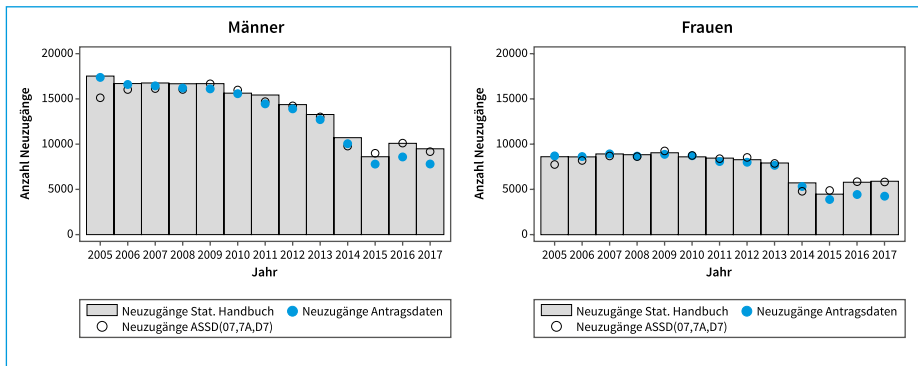 Männer
Anzahl Neuzugänge
20000
15000
10000
5000
0
2005 2006 2007 2008 2009 2010 2011 2012 2013 2014 2015 2016 2017
Jahr
Neuzugänge Stat. Handbuch
Neuzugänge Antragsdaten
Neuzugänge ASSD(07,7A,D7)
Frauen
Anzahl Neuzugänge
20000
15000
10000
5000
0
2005 2006 2007 2008 2009 2010 2011 2012 2013 2014 2015 2016 2017
Jahr
Neuzugänge Stat. Handbuch
Neuzugänge Antragsdaten
Neuzugänge ASSD(07,7A,D7)